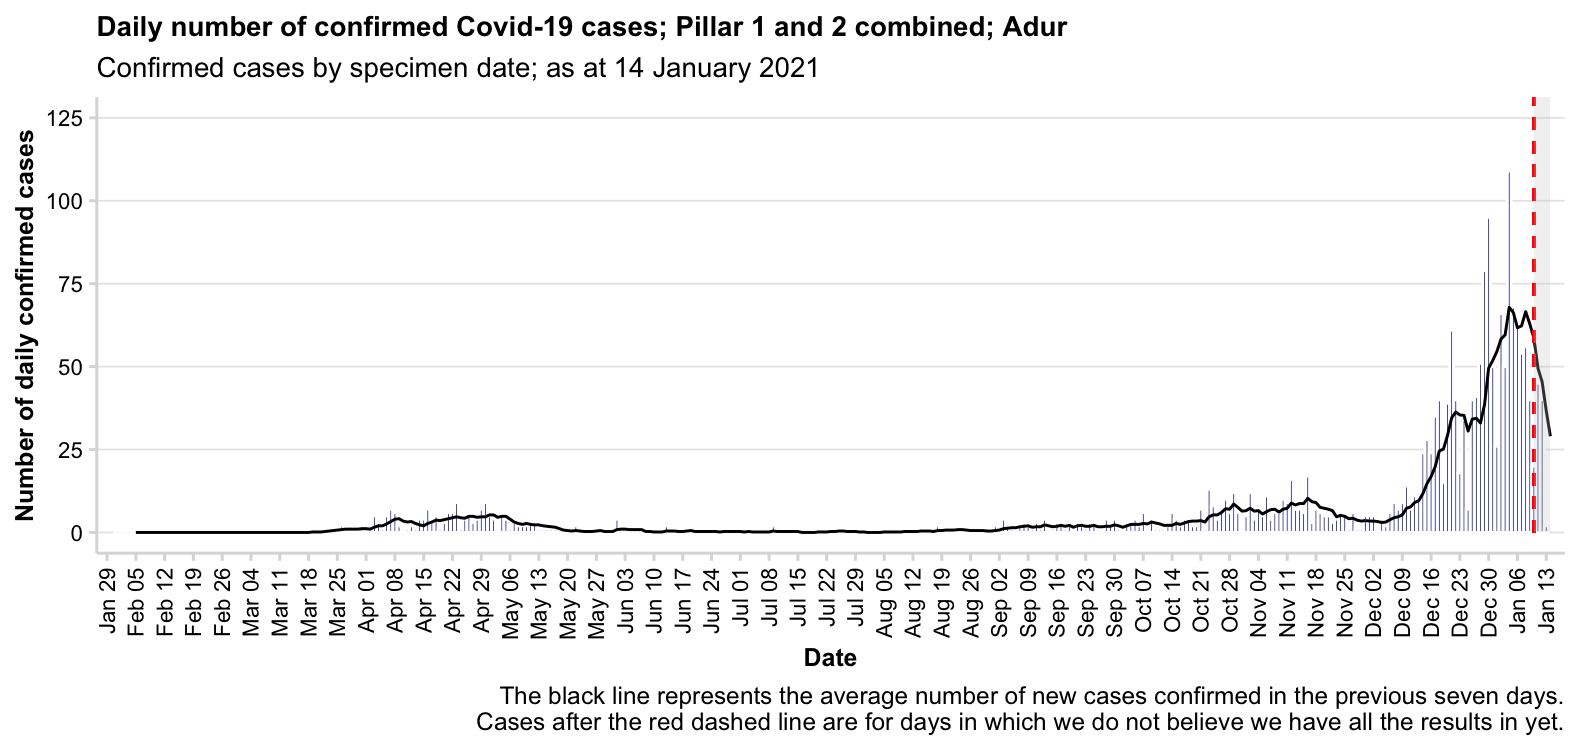 Daily number of confirmed Covid-19 cases; Pillar 1 and 2 combined; Adur
Confirmed cases by specimen date; as at 14 January 2021
Number of daily confirmed cases
125
100
75
50
25
0
Jan 29
Feb 05
Feb 12
Feb 19
Feb 26
Mar 04
Mar 11
Mar 18
Mar 25
Apr 01
Apr 08
Apr 15
Apr 22
Apr 29
May 06
May 13
May 20
May 27
Jun 03
Jun 10
Jun 17
Jun 24
Jul 01
Jul 08
Jul 15
Jul 22
Jul 29
Aug 05
Aug 12
Aug 19
Aug 26
Sep 02
Sep 09
Sep 16
Sep 23
Sep 30
Oct 07
Oct 14
Oct 21
Oct 28
Nov 04
Nov 11
Nov 18
Nov 25
Dec 02
Dec 09
Dec 16
Dec 23
Dec 30
Jan 06
Jan 13
Date
The black line represents the average number of new cases confirmed in the previous seven days.
Cases after the red dashed line are for days in which we do not believe we have all the results in yet.